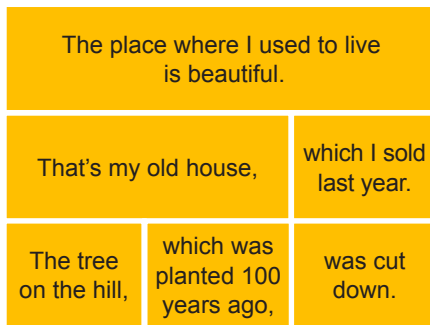 The place where I used to live
is beautiful.
That’s my old house,
which I sold
last year.
The tree
on the hill,
which was
planted 100
years ago,
was cut
down.